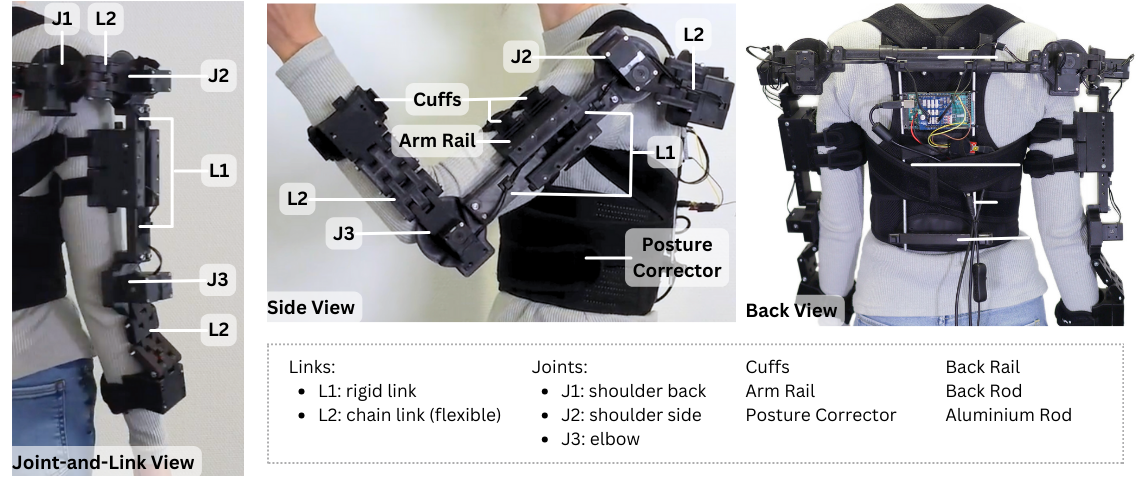 J1
L2
J2
L1
J3
L2
Joint-and-Link View
J2
L2
Cuffs
Arm Rail
L1
L2
J3
Posture
Corrector
Side View
Back View
Links:
• L1: rigid link
• L2: chain link (flexible)
Joints:
• J1: shoulder back
• J2: shoulder side
• J3: elbow
Cuffs
Arm Rail
Posture Corrector
Back Rail
Back Rod
Aluminium Rod